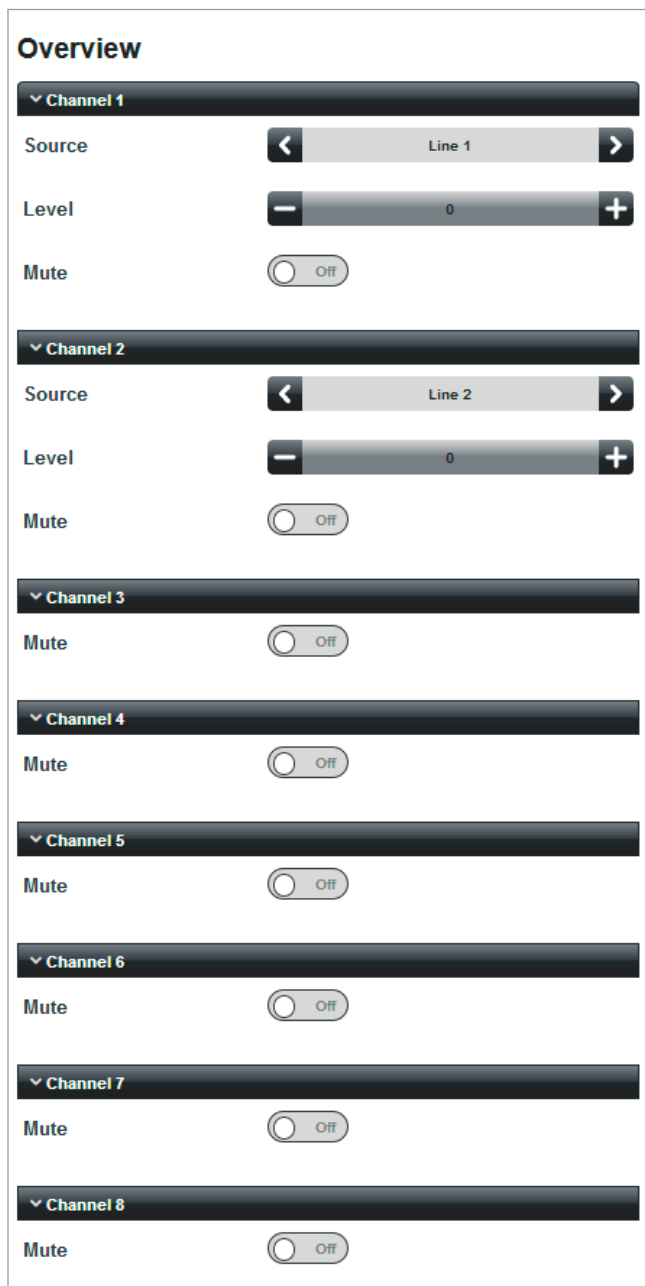 Overview
Channel 1
Source Line 1
Level 0
Mute Off
Channel 2
Source Line 2
Level 0
Mute Off
Channel 3
Mute Off
Channel 4
Mute Off
Channel 5
Mute Off
Channel 6
Mute Off
Channel 7
Mute Off
Channel 8
Mute Off